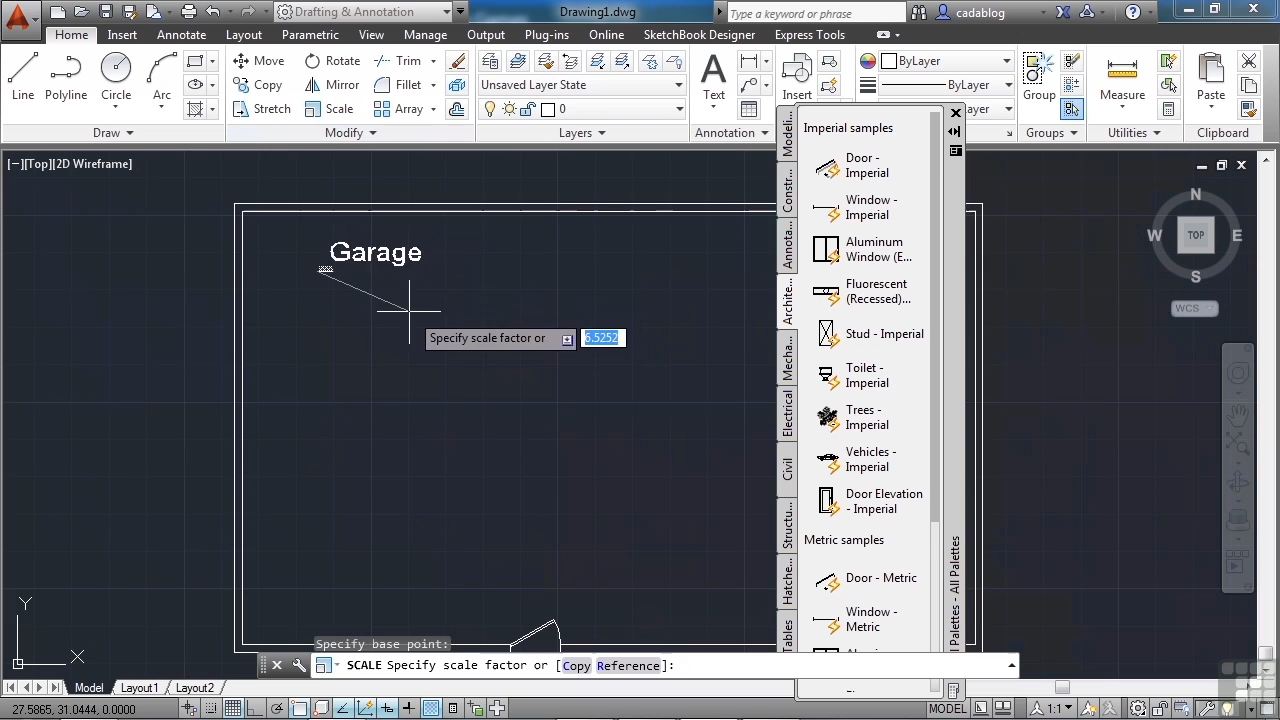 Drafting & Annotation
Drawing1.dwg
Type a keyword or phrase
cadablog
Home
Insert
Annotate
Layout
Parametric
View
Manage
Output
Plug-ins
Online
SketchBook Designer
Express Tools
Line
Polyline
Circle
Arc
Move
Rotate
Trim
Copy
Mirror
Fillet
Stretch
Scale
Array
Unsaved Layer State
0
Text
Insert
ByLayer
ByLayer
Group
Measure
Paste
Draw
Modify
Layers
Annotation
Groups
Utilities
Clipboard
[−][Top][2D Wireframe]
Garage
Specify scale factor or
6.5252
Modeli...
Constr...
Annota...
Archite...
Mecha...
Electrical
Civil
Structu...
Hatche...
Tables
Imperial samples
Door -
Imperial
Window -
Imperial
Aluminum
Window (E...
Fluorescent
(Recessed)...
Stud - Imperial
Toilet -
Imperial
Trees -
Imperial
Vehicles -
Imperial
Door Elevation
- Imperial
Metric samples
Door - Metric
Window -
Metric
Palettes - All Palettes
N
W
TOP
E
S
WCS
Y
X
Specify base point:
SCALE Specify scale factor or [Copy Reference]:
Model
Layout1
Layout2
27.5865, 31.0444, 0.0000
MODEL
1:1